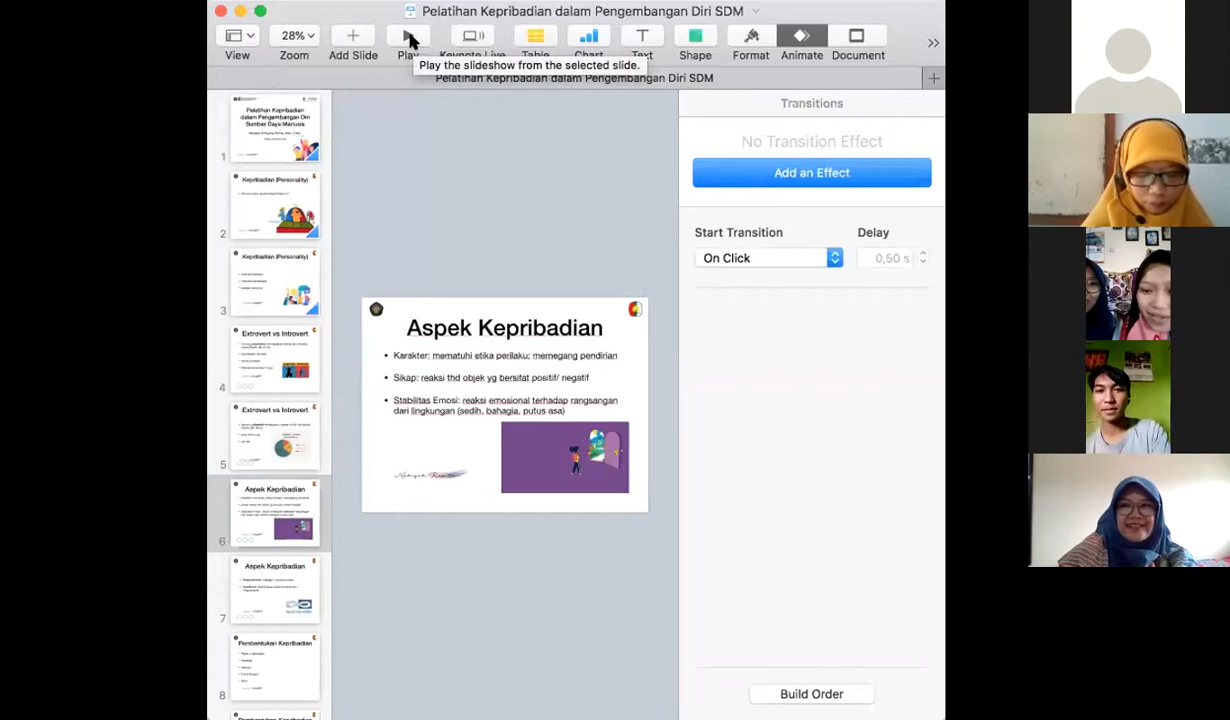 Pelatihan Kepribadian dalam Pengembangan Diri SDM
28%
View
Zoom
Add Slide
Play
Keynote Live
Table
Chart
Text
Shape
Format
Animate
Document
Play the slideshow from the selected slide.
Pelatihan Kepribadian dalam Pengembangan Diri SDM
Pelatihan Kepribadian
dalam Pengembangan Diri
Sumber Daya Manusia
1
Kepribadian (Personality)
2
Kepribadian (Personality)
3
Extrovert vs Introvert
4
Extrovert vs Introvert
5
Aspek Kepribadian
6
Aspek Kepribadian
7
Pembentukan Kepribadian
8
Aspek Kepribadian
• Karakter: mematuhi etika perilaku; memegang pendirian
• Sikap: reaksi thd objek yg bersifat positif/ negatif
• Stabilitas Emosi: reaksi emosional terhadap rangsangan
dari lingkungan (sedih, bahagia, putus asa)
Transitions
No Transition Effect
Add an Effect
Start Transition
Delay
On Click
0,50 s
Build Order